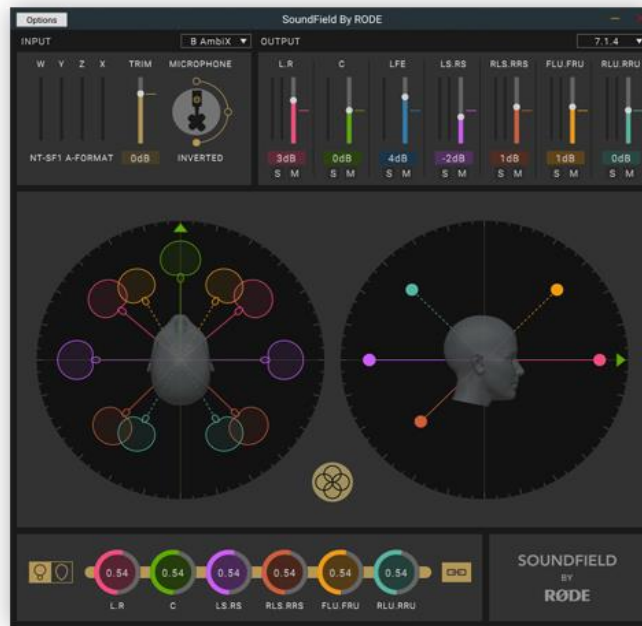 Options
SoundField By RODE
INPUT
B AmbiX
OUTPUT
7.1.4
W Y Z X
TRIM
MICROPHONE
L.R
C
LFE
LS.RS
RLS.RRS
FLU.FRU
RLU.RRU
NT-SF1 A-FORMAT
0dB
INVERTED
3dB
0dB
4dB
-2dB
1dB
1dB
0dB
S M
S M
S M
S M
S M
S M
S M
0.54
0.54
0.54
0.54
0.54
0.54
L.R
C
LS.RS
RLS.RRS
FLU.FRU
RLU.RRU
SOUNDFIELD
BY
RØDE